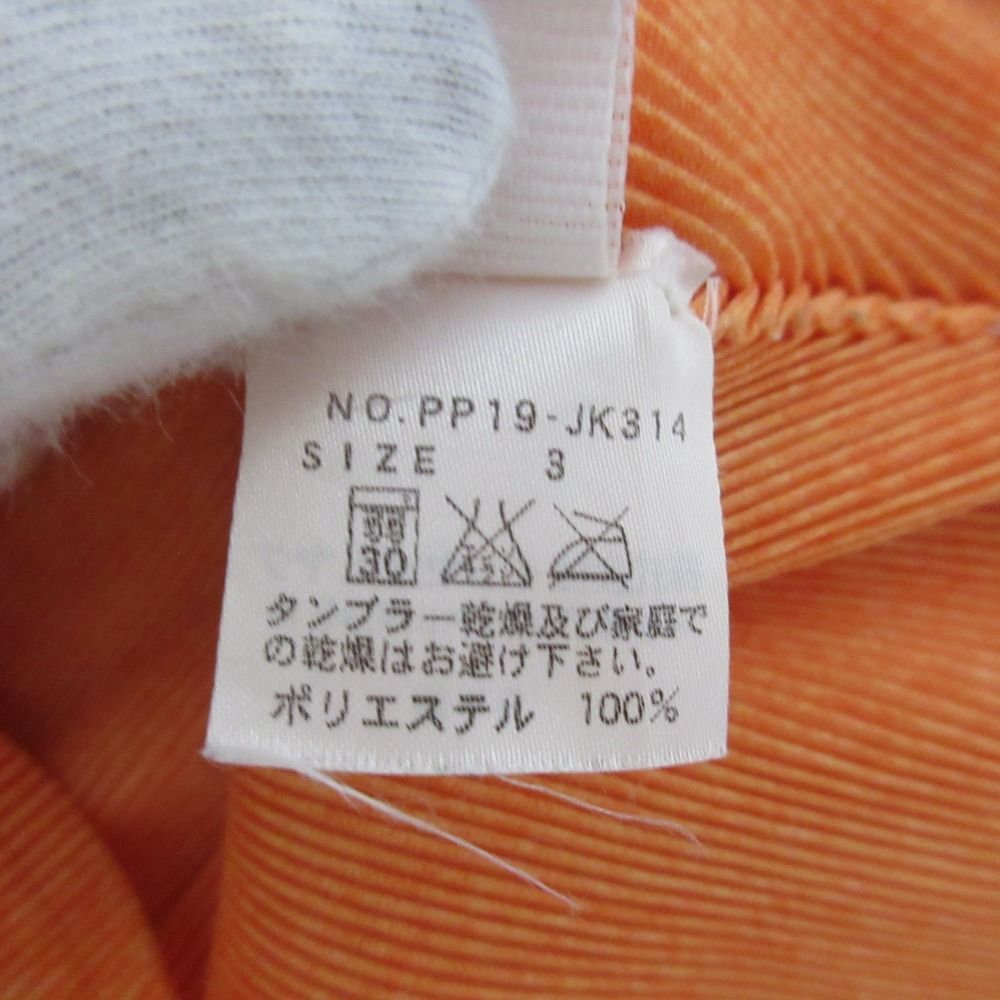 NO.PP19-JK314
SIZE 3
弱
30
タンブラー乾燥及び家庭で
の乾燥はお避け下さい。
ポリエステル 100%